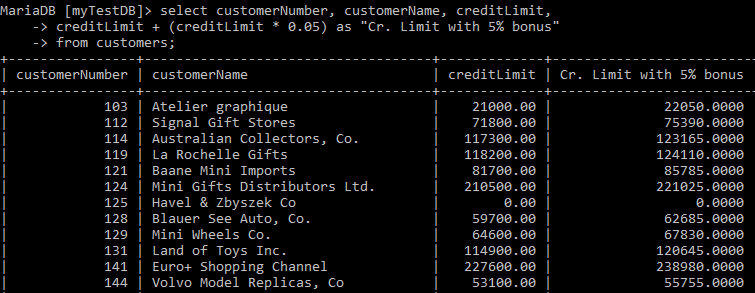 MariaDB [myTestDB]> select customerNumber, customerName, creditLimit,
    -> creditLimit + (creditLimit * 0.05) as "Cr. Limit with 5% bonus"
    -> from customers;
+----------------+------------------------------------+-------------+-------------------------
| customerNumber | customerName                       | creditLimit | Cr. Limit with 5% bonus
+----------------+------------------------------------+-------------+-------------------------
|            103 | Atelier graphique                  |    21000.00 |              22050.0000
|            112 | Signal Gift Stores                 |    71800.00 |              75390.0000
|            114 | Australian Collectors, Co.         |   117300.00 |             123165.0000
|            119 | La Rochelle Gifts                  |   118200.00 |             124110.0000
|            121 | Baane Mini Imports                 |    81700.00 |              85785.0000
|            124 | Mini Gifts Distributors Ltd.       |   210500.00 |             221025.0000
|            125 | Havel & Zbyszek Co                 |        0.00 |                  0.0000
|            128 | Blauer See Auto, Co.               |    59700.00 |              62685.0000
|            129 | Mini Wheels Co.                    |    64600.00 |              67830.0000
|            131 | Land of Toys Inc.                  |   114900.00 |             120645.0000
|            141 | Euro+ Shopping Channel             |   227600.00 |             238980.0000
|            144 | Volvo Model Replicas, Co           |    53100.00 |              55755.0000